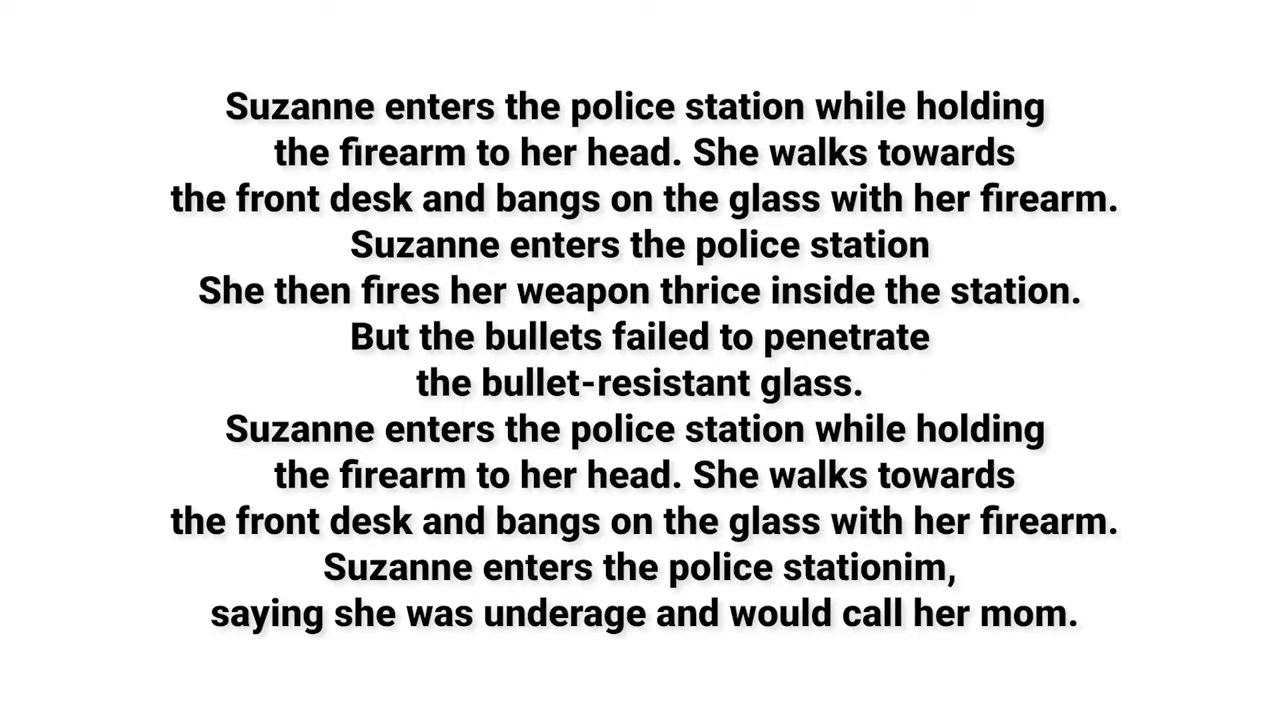 Suzanne enters the police station while holding
the firearm to her head. She walks towards
the front desk and bangs on the glass with her firearm.
Suzanne enters the police station
She then fires her weapon thrice inside the station.
But the bullets failed to penetrate
the bullet-resistant glass.
Suzanne enters the police station while holding
the firearm to her head. She walks towards
the front desk and bangs on the glass with her firearm.
Suzanne enters the police stationim,
saying she was underage and would call her mom.